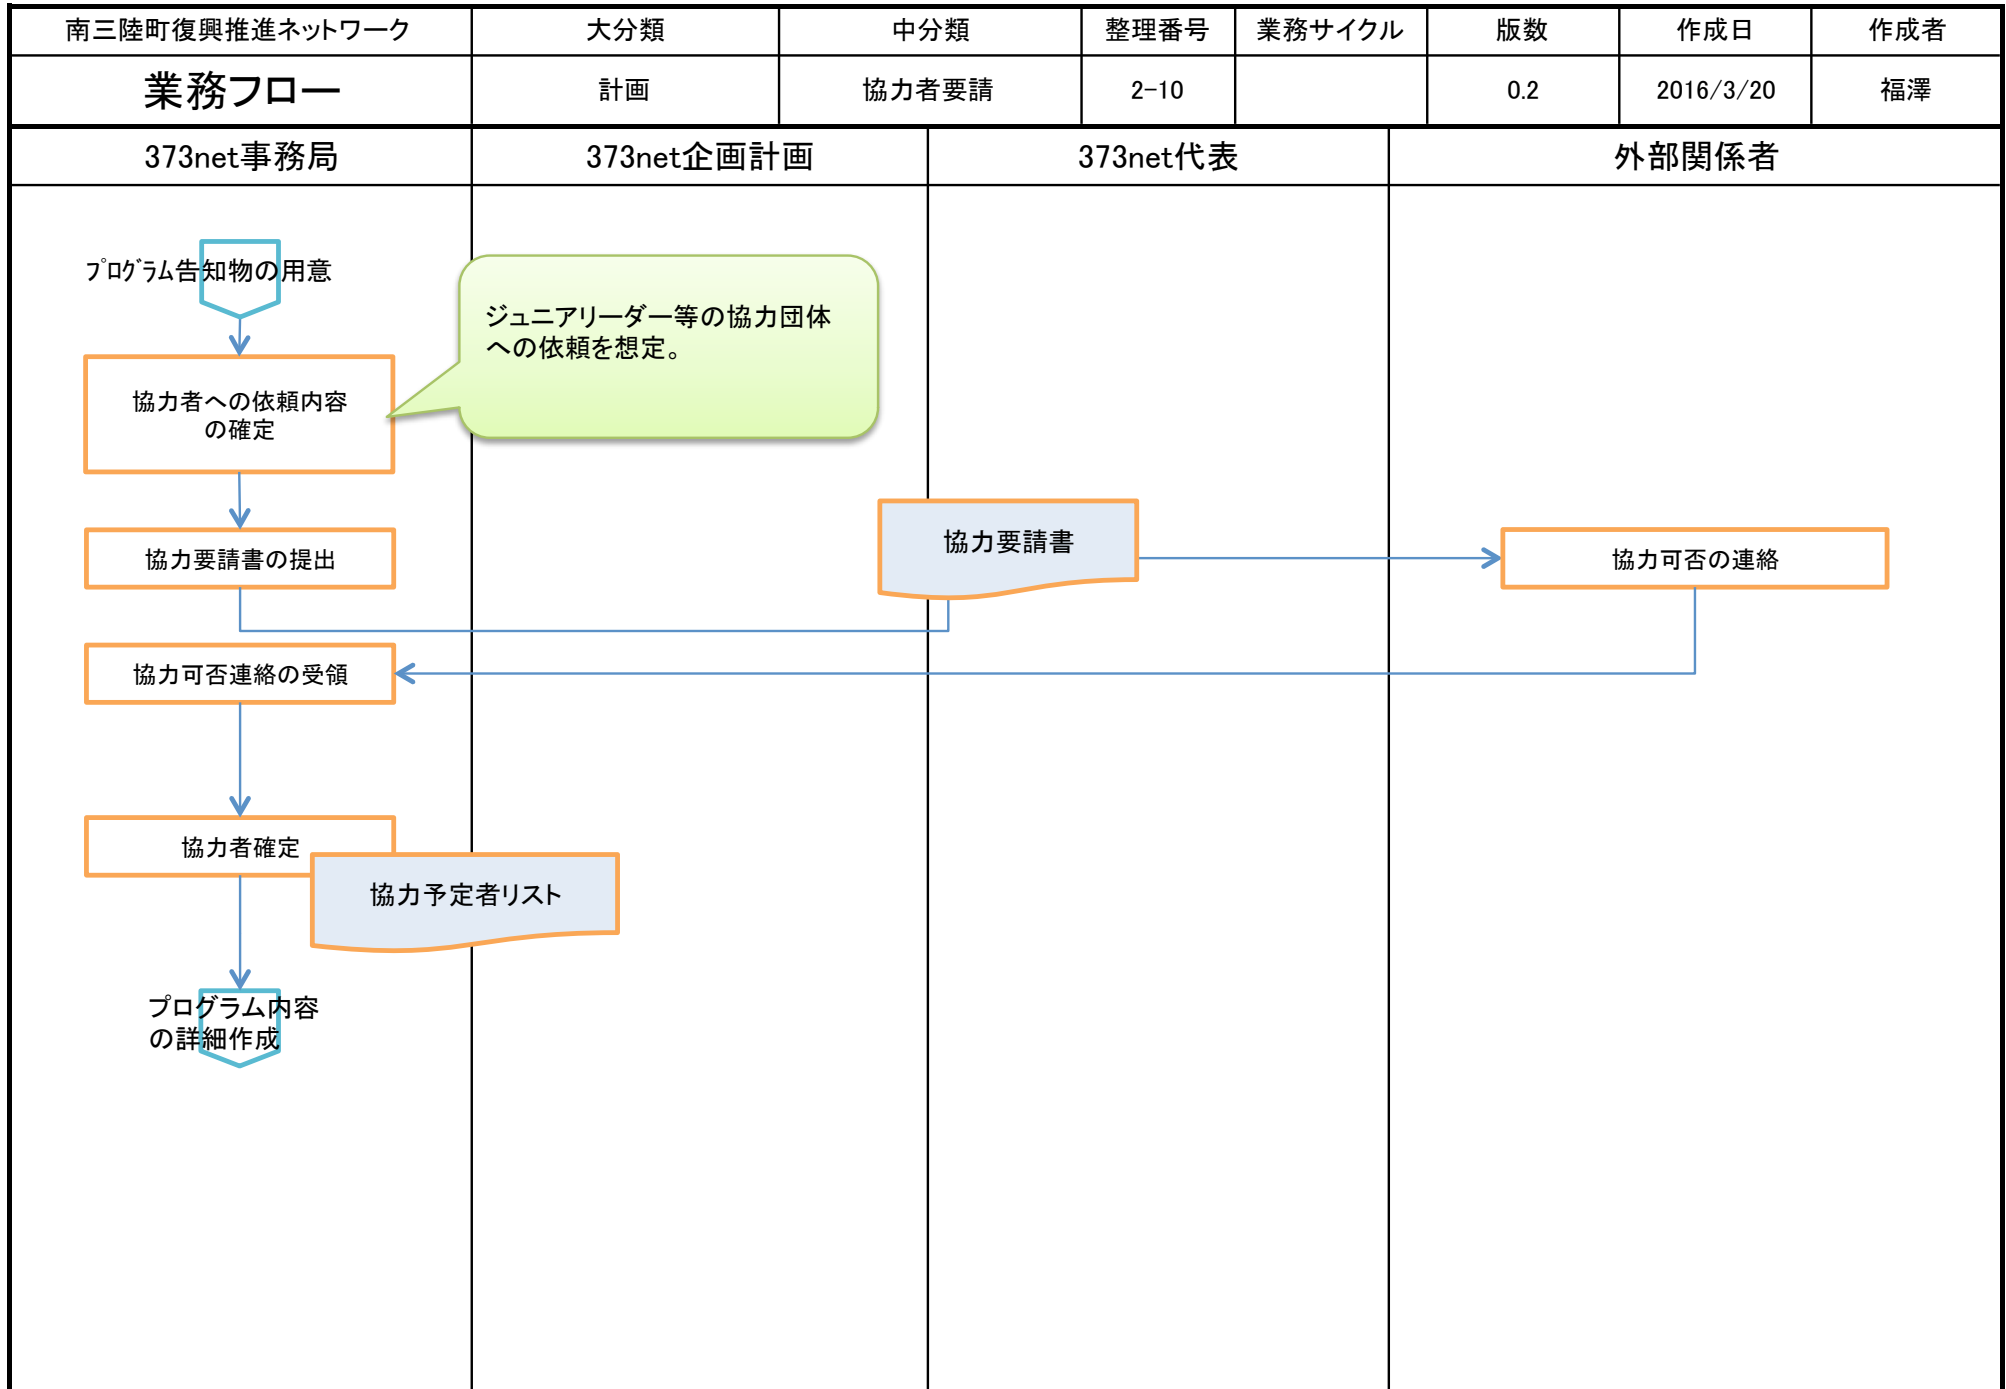 南三陸町復興推進ネットワーク
大分類
中分類
整理番号
業務サイクル
版数
作成日
作成者
業務フロー
計画
協力者要請
2-10
0.2
2016/3/20
福澤
373net事務局
373net企画計画
373net代表
外部関係者
プログラム告知物の用意
ジュニアリーダー等の協力団体
への依頼を想定。
協力者への依頼内容
の確定
協力要請書の提出
協力要請書
協力可否の連絡
協力可否連絡の受領
協力者確定
協力予定者リスト
プログラム内容
の詳細作成